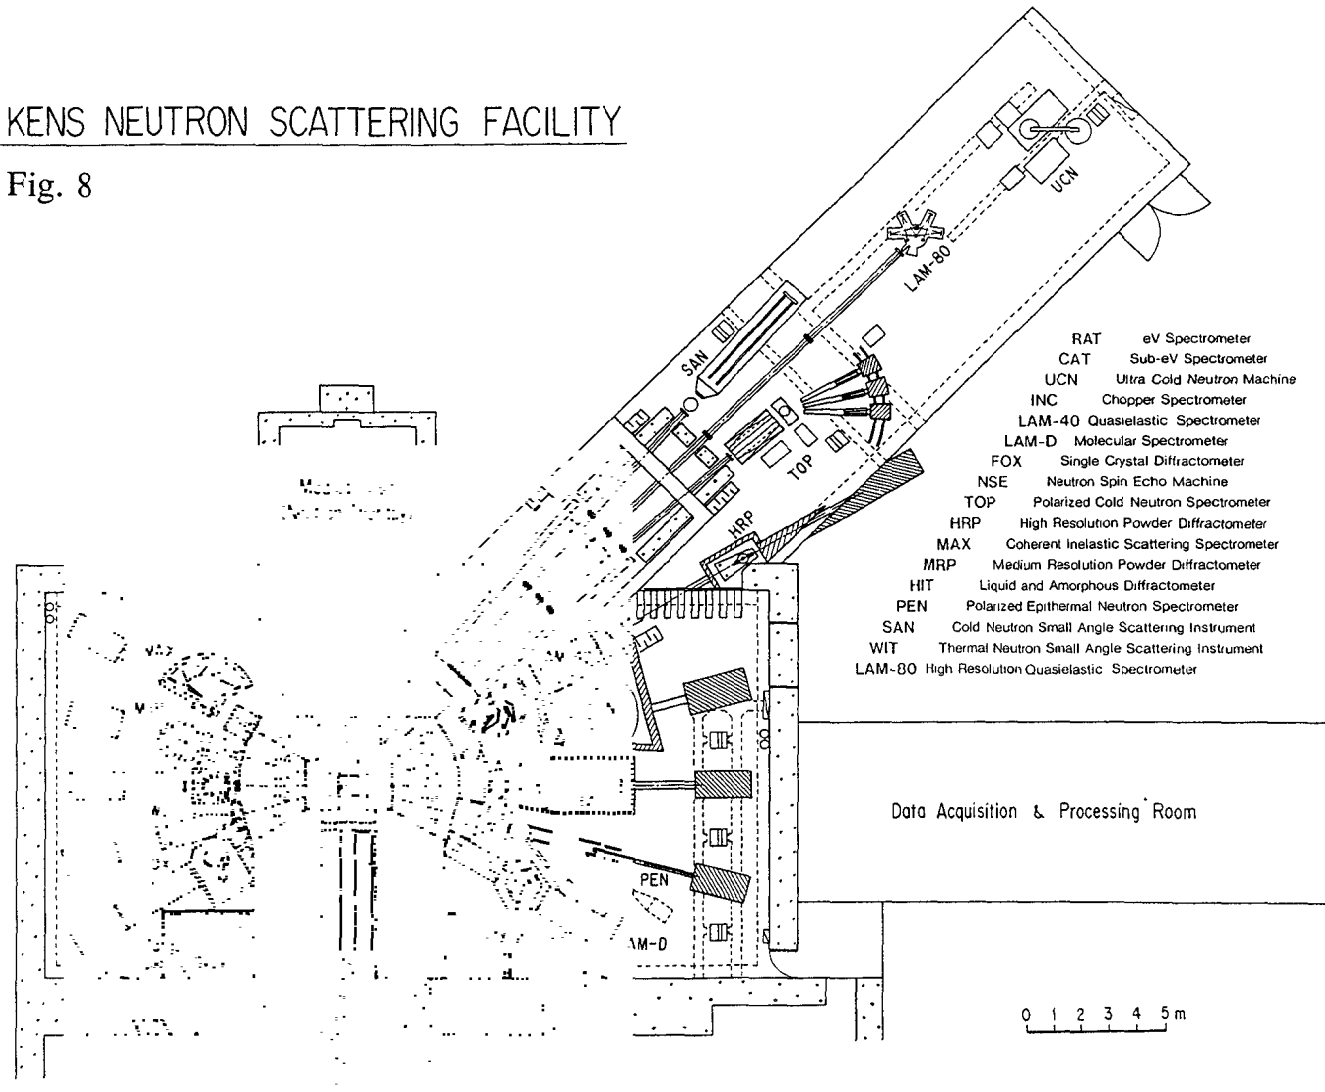 KENS NEUTRON SCATTERING FACILITY
Fig. 8
UCN
LAM-80
SAN
TOP
HRP
RAT eV Spectrometer
CAT Sub-eV Spectrometer
UCN Ultra Cold Neutron Machine
INC Chopper Spectrometer
LAM-40 Quasielastic Spectrometer
LAM-D Molecular Spectrometer
FOX Single Crystal Diffractometer
NSE Neutron Spin Echo Machine
TOP Polarized Cold Neutron Spectrometer
HRP High Resolution Powder Diffractometer
MAX Coherent Inelastic Scattering Spectrometer
MRP Medium Resolution Powder Diffractometer
HIT Liquid and Amorphous Diffractometer
PEN Polarized Epithermal Neutron Spectrometer
SAN Cold Neutron Small Angle Scattering Instrument
WIT Thermal Neutron Small Angle Scattering Instrument
LAM-80 High Resolution Quasielastic Spectrometer
MAX
Data Acquisition & Processing Room
PEN
AM-D
0 1 2 3 4 5 m